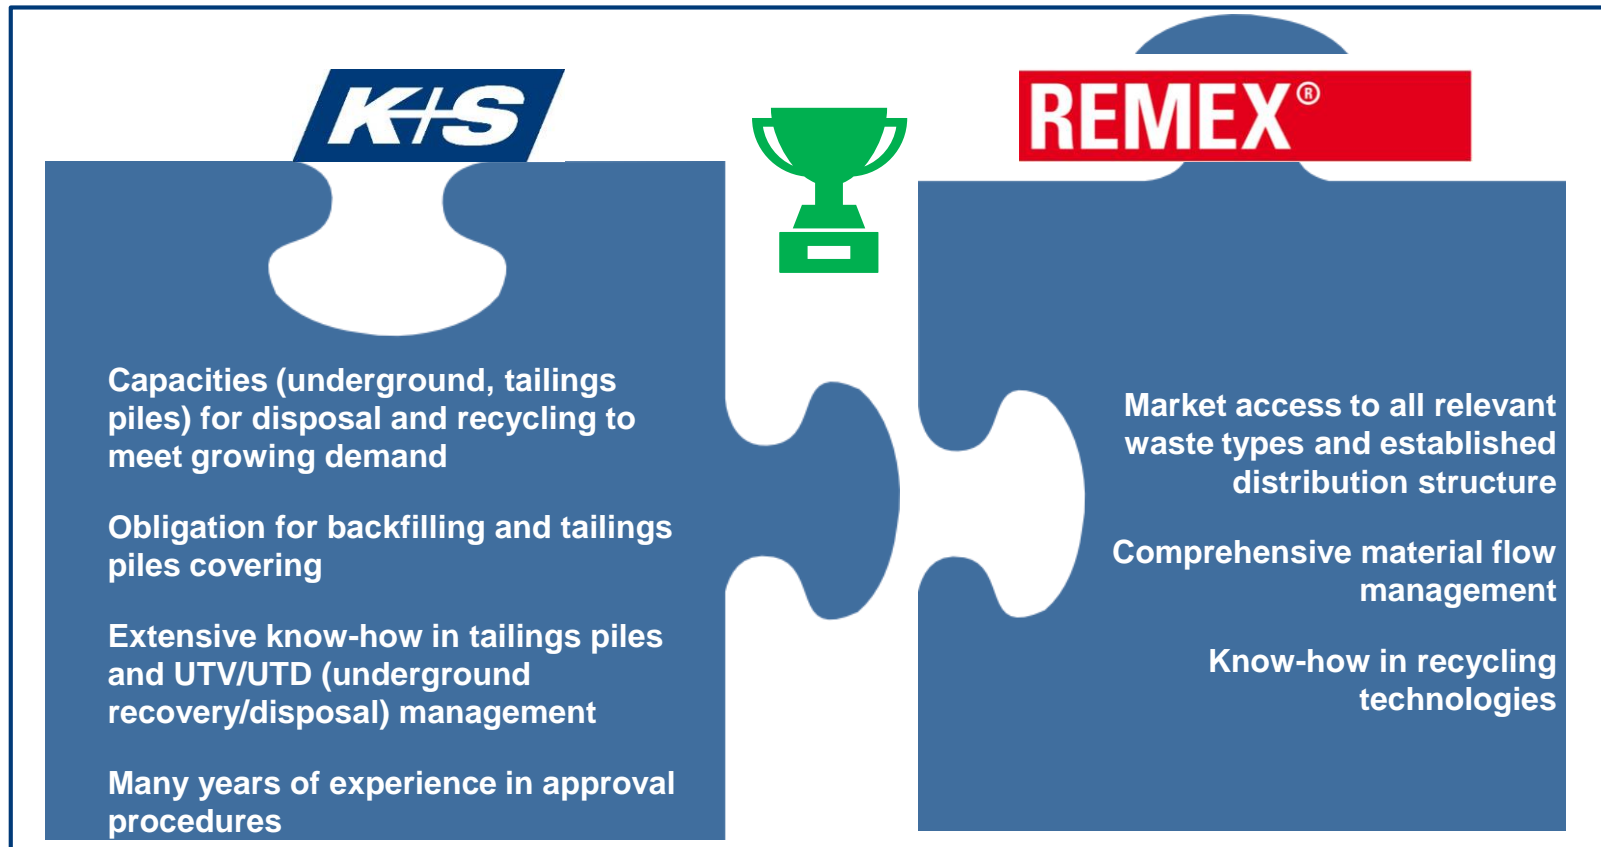 K+S
REMEX®
Capacities (underground, tailings
piles) for disposal and recycling to
meet growing demand
Obligation for backfilling and tailings
piles covering
Extensive know-how in tailings piles
and UTV/UTD (underground
recovery/disposal) management
Many years of experience in approval
procedures
Market access to all relevant
waste types and established
distribution structure
Comprehensive material flow
management
Know-how in recycling
technologies